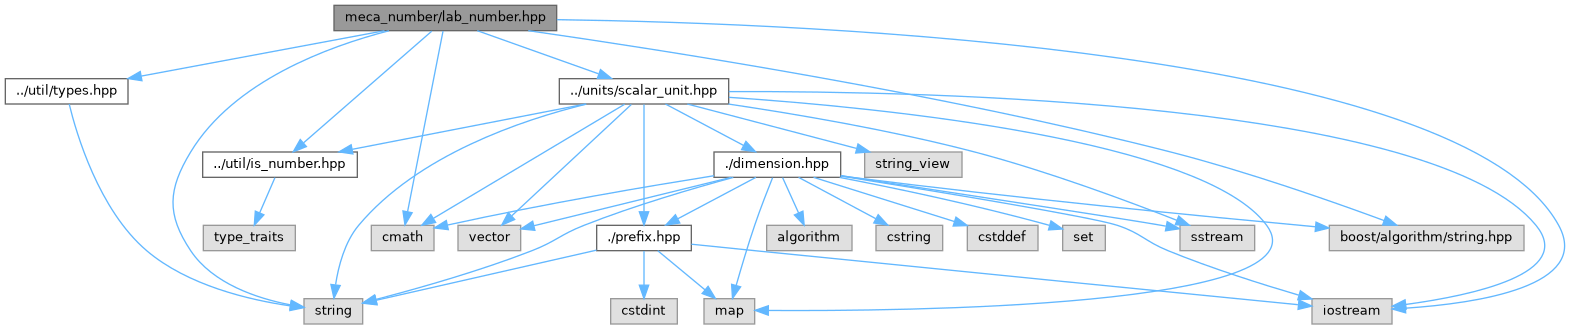 meca_number/lab_number.hpp
../util/types.hpp
../units/scalar_unit.hpp
../util/is_number.hpp
./dimension.hpp
string_view
type_traits
cmath
vector
./prefix.hpp
algorithm
cstring
cstddef
set
sstream
boost/algorithm/string.hpp
string
cstdint
map
iostream